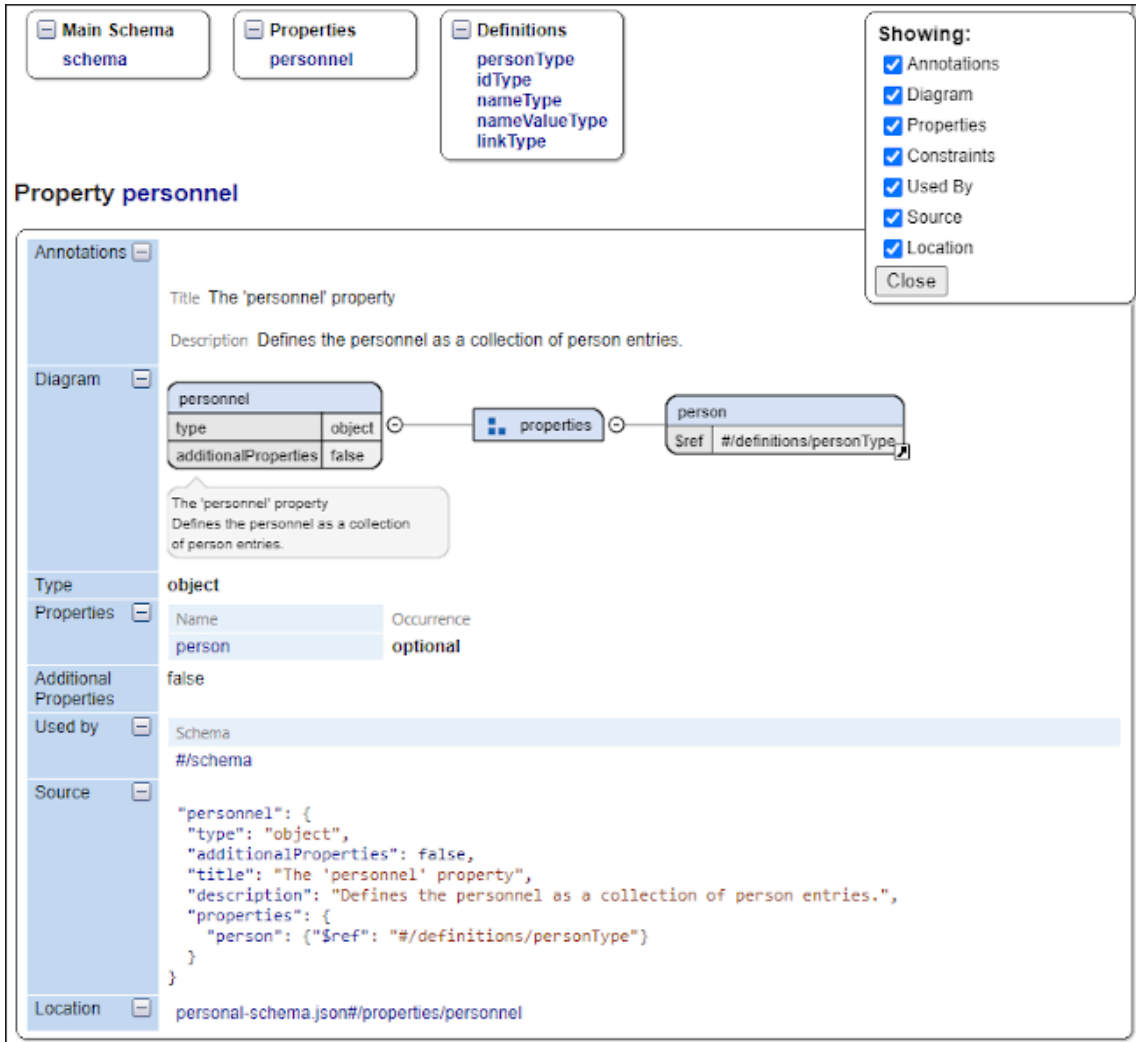 Main Schema
schema
Properties
personnel
Definitions
personType
idType
nameType
nameValueType
linkType
Showing:
Annotations
Diagram
Properties
Constraints
Used By
Source
Location
Close
Property personnel
Annotations
Title The 'personnel' property
Description Defines the personnel as a collection of person entries.
Diagram
personnel
type object
additionalProperties false
properties
person
$ref #/definitions/personType
The 'personnel' property
Defines the personnel as a collection
of person entries.
Type object
Properties
Name Occurrence
person optional
Additional
Properties
false
Used by
Schema
#/schema
Source
"personnel": {
"type": "object",
"additionalProperties": false,
"title": "The 'personnel' property",
"description": "Defines the personnel as a collection of person entries.",
"properties": {
"person": {"$ref": "#/definitions/personType"}
}
}
Location personal-schema.json#/properties/personnel